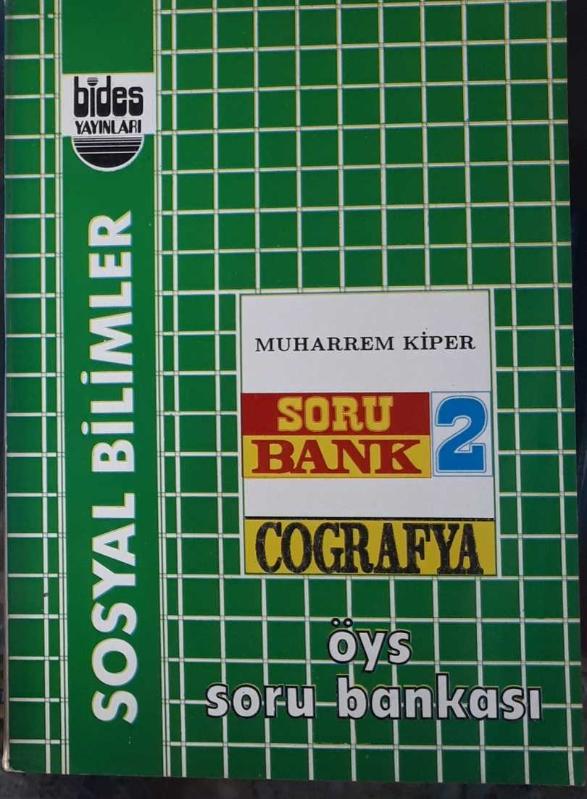 bides
YAYINLARI
SOSYAL BİLİMLER
MUHARREM KİPER
SORU
BANK 2
COGRAFYA
öys
soru bankası